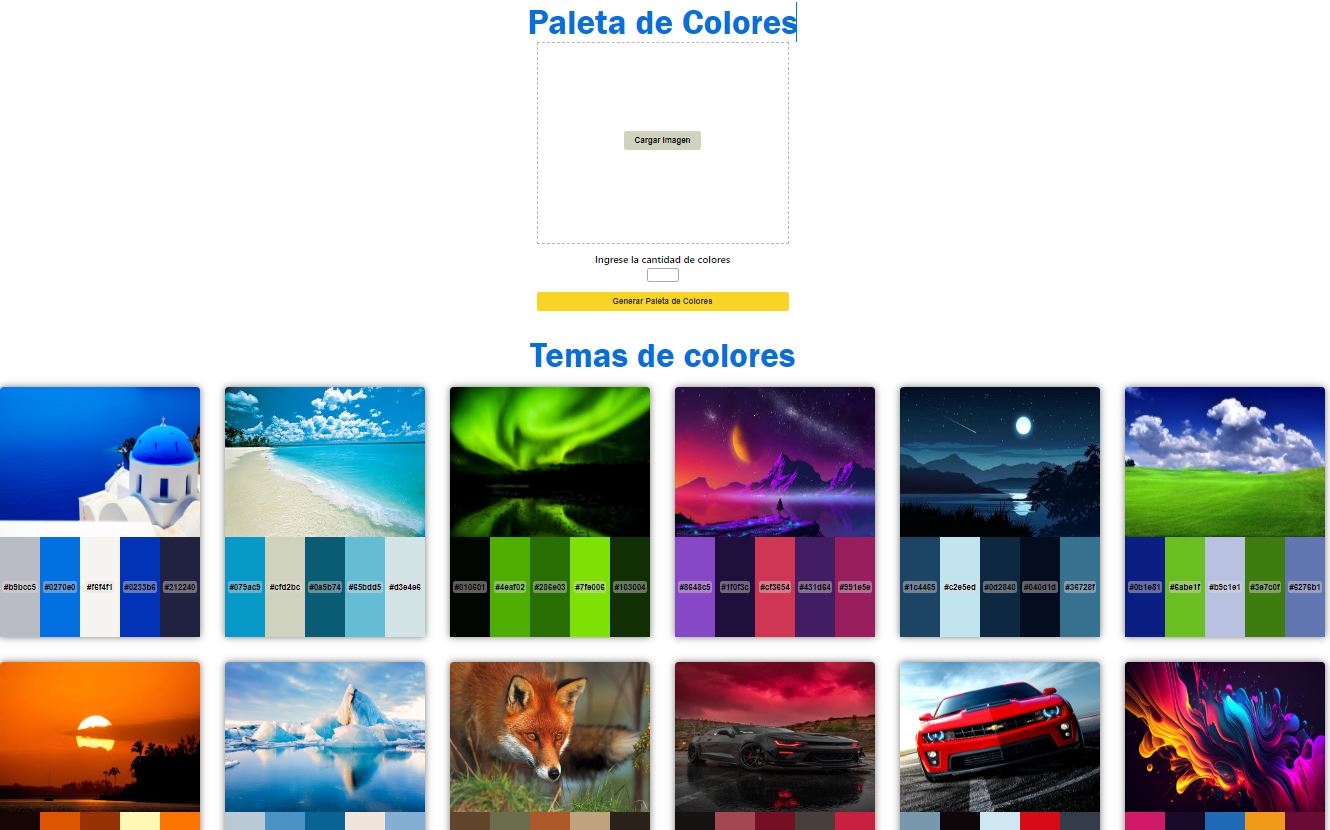 Paleta de Colores
Cargar Imagen
Ingrese la cantidad de colores
Generar Paleta de Colores
Temas de colores
#b9bcc5 #0270e0 #f6f4f1 #0233b6 #212240
#079ac9 #cfd2bc #0a5b74 #65bdd5 #d3e4e6
#010601 #4eaf02 #286e03 #7fe006 #103004
#8648c5 #1f0f3c #cf3654 #431d64 #991e5e
#1c4465 #c2e5ed #0d2840 #040d1d #36728f
#0b1e81 #6abe1f #b9c1e1 #3e7c0f #6276b1